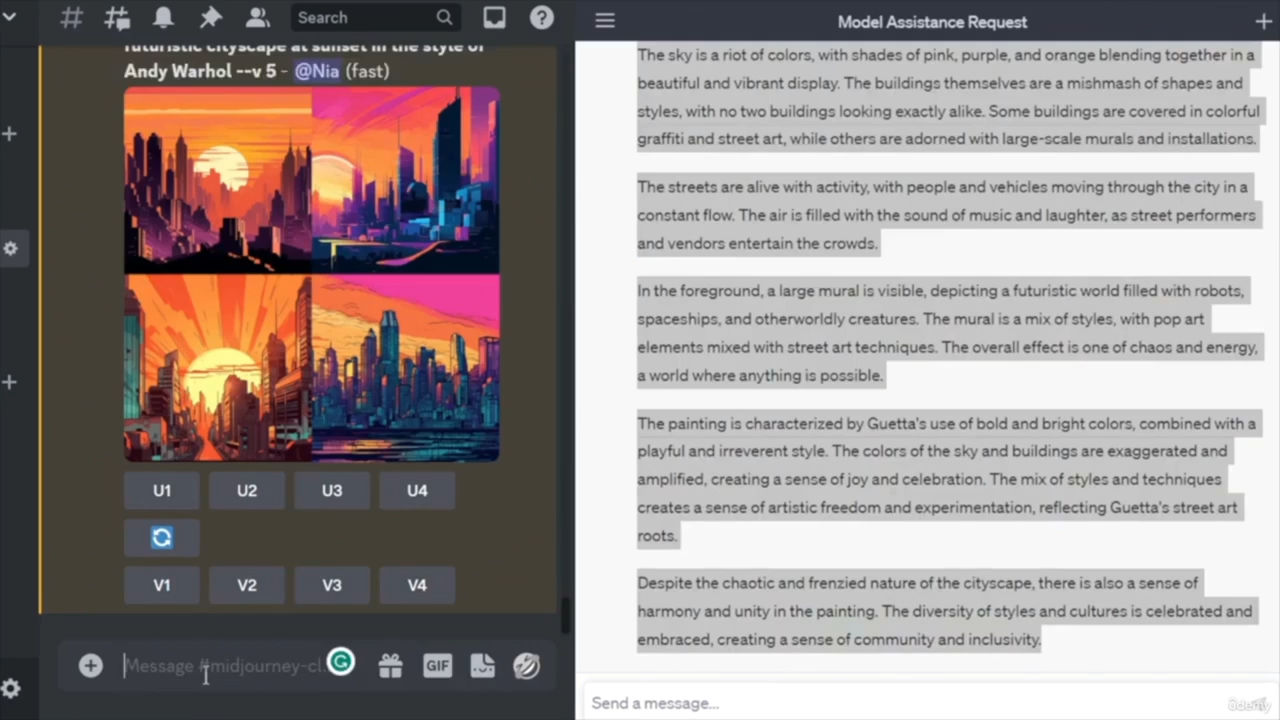 Search
futuristic cityscape at sunset in the style of
Andy Warhol --v 5 - @Nia (fast)
U1 U2 U3 U4
V1 V2 V3 V4
Message #midjourney-cl
GIF
Model Assistance Request
The sky is a riot of colors, with shades of pink, purple, and orange blending together in a
beautiful and vibrant display. The buildings themselves are a mishmash of shapes and
styles, with no two buildings looking exactly alike. Some buildings are covered in colorful
graffiti and street art, while others are adorned with large-scale murals and installations.
The streets are alive with activity, with people and vehicles moving through the city in a
constant flow. The air is filled with the sound of music and laughter, as street performers
and vendors entertain the crowds.
In the foreground, a large mural is visible, depicting a futuristic world filled with robots,
spaceships, and otherworldly creatures. The mural is a mix of styles, with pop art
elements mixed with street art techniques. The overall effect is one of chaos and energy,
a world where anything is possible.
The painting is characterized by Guetta's use of bold and bright colors, combined with a
playful and irreverent style. The colors of the sky and buildings are exaggerated and
amplified, creating a sense of joy and celebration. The mix of styles and techniques
creates a sense of artistic freedom and experimentation, reflecting Guetta's street art
roots.
Despite the chaotic and frenzied nature of the cityscape, there is also a sense of
harmony and unity in the painting. The diversity of styles and cultures is celebrated and
embraced, creating a sense of community and inclusivity.
Send a message...
ûdemy